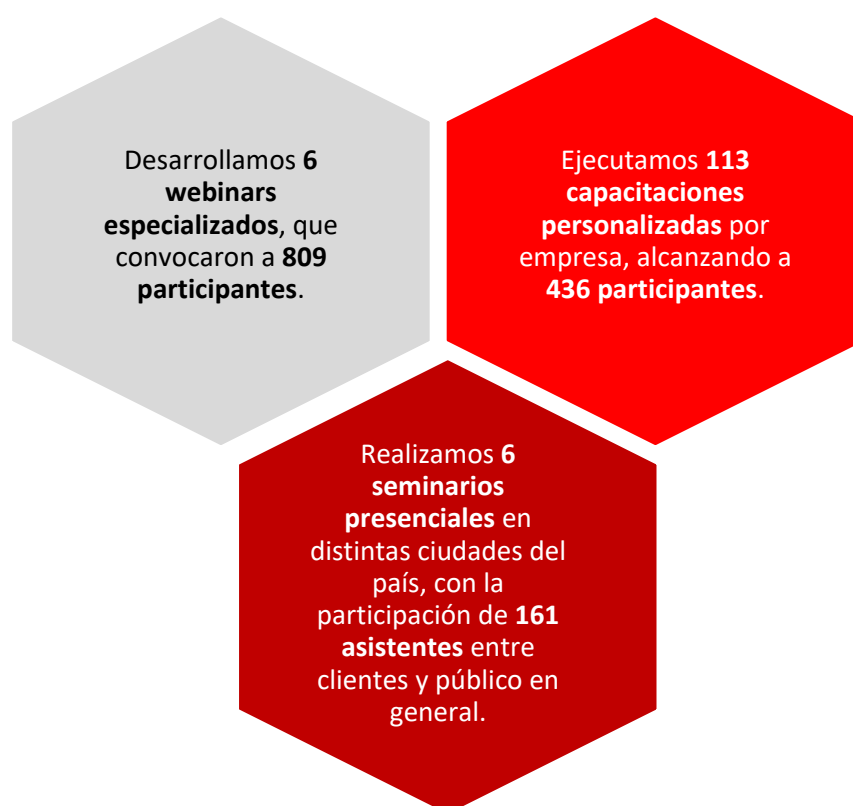 Desarrollamos 6
webinars
especializados, que
convocaron a 809
participantes.
Ejecutamos 113
capacitaciones
personalizadas por
empresa, alcanzando a
436 participantes.
Realizamos 6
seminarios
presenciales en
distintas ciudades del
país, con la
participación de 161
asistentes entre
clientes y público en
general.